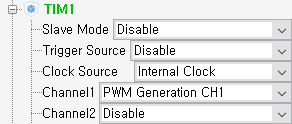 TIM1
Slave Mode Disable
Trigger Source Disable
Clock Source Internal Clock
Channel1 PWM Generation CH1
Channel2 Disable